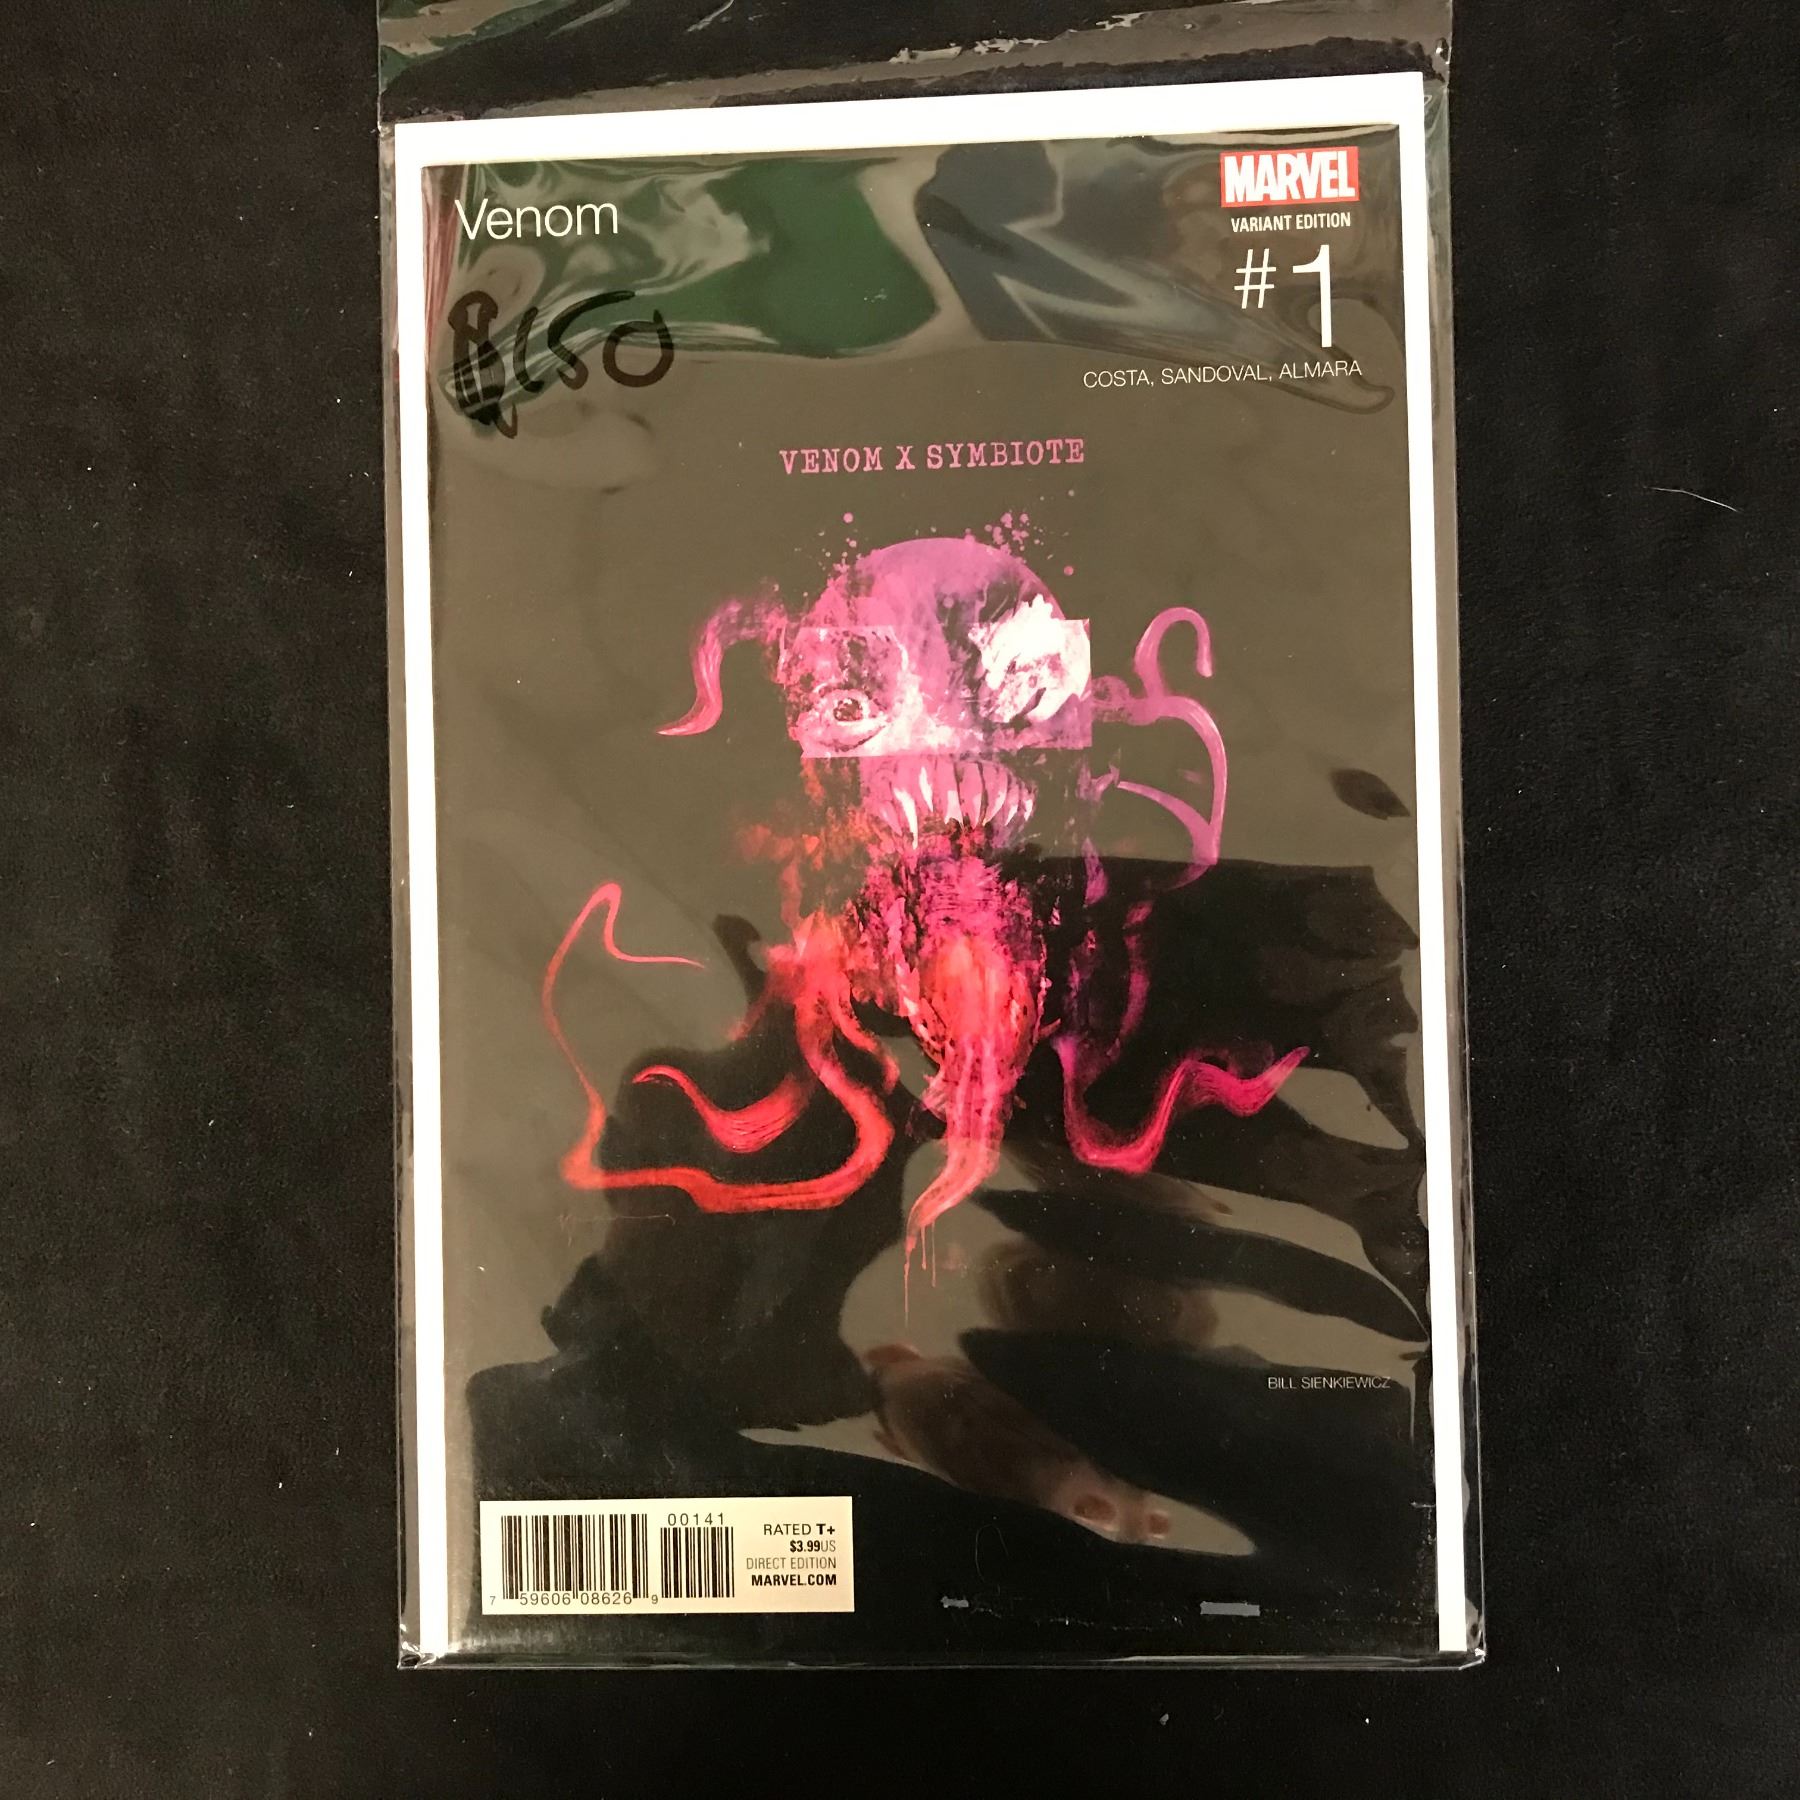 Venom
MARVEL
VARIANT EDITION
#1
$150
COSTA, SANDOVAL, ALMARA
VENOM X SYMBIOTE
BILL SIENKIEWICZ
00141
RATED T+
$3.99US
DIRECT EDITION
MARVEL.COM
7 59606 08626 9